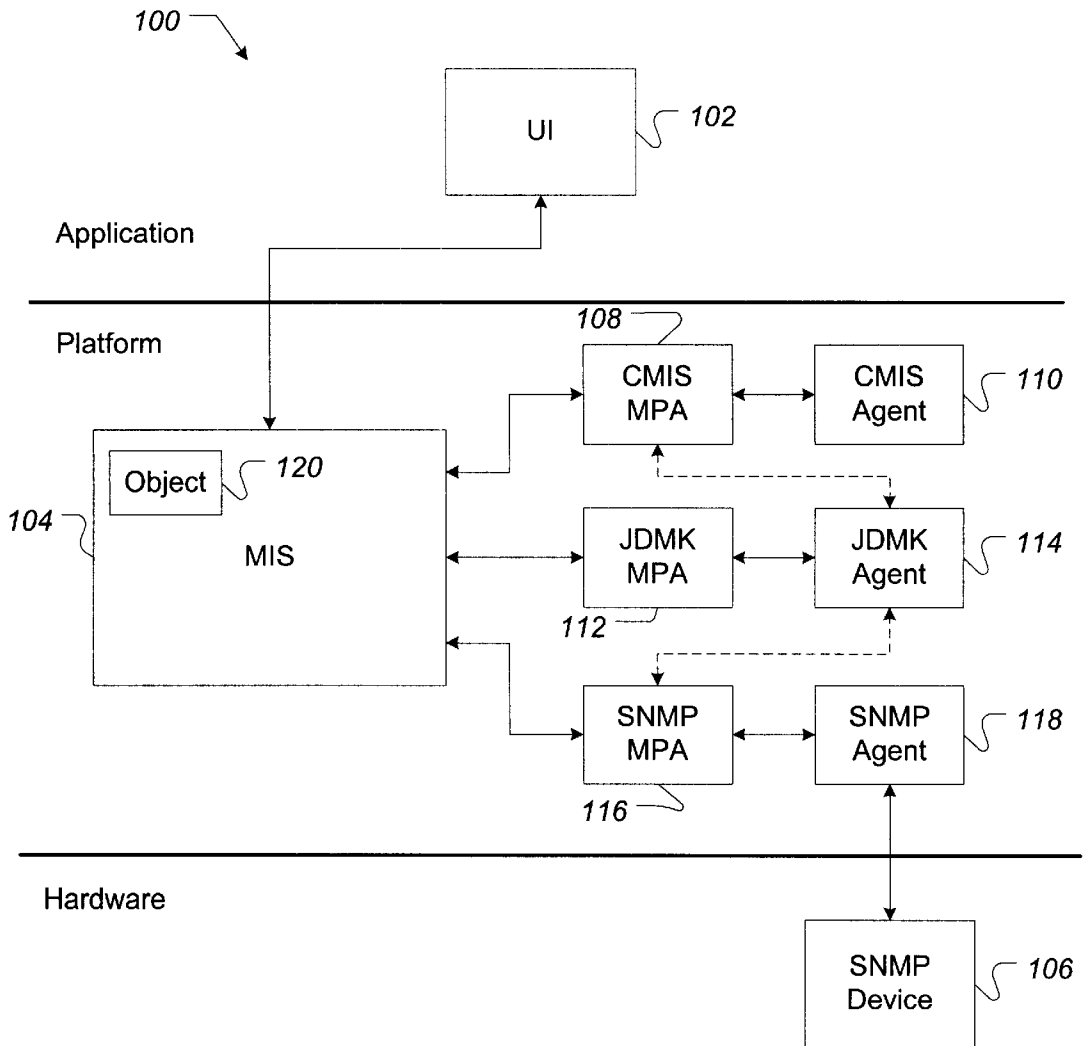 100
UI
102
Application
Platform
108
CMIS
MPA
CMIS
Agent
110
Object
120
104
MIS
JDMK
MPA
JDMK
Agent
114
112
SNMP
MPA
SNMP
Agent
118
116
Hardware
SNMP
Device
106